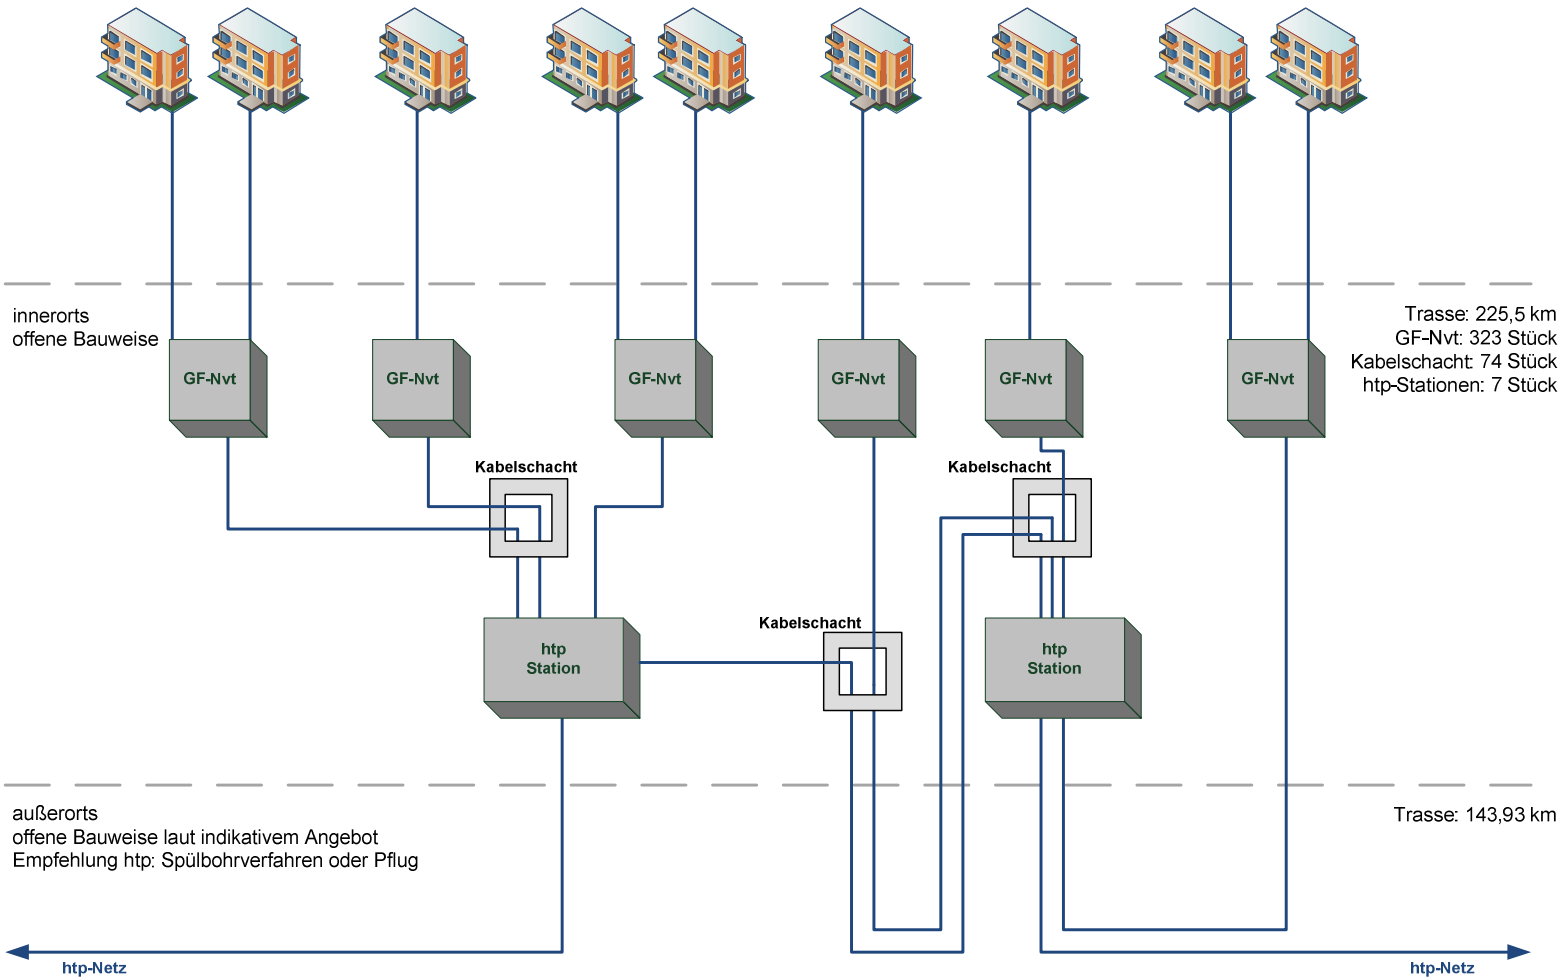 innerorts
offene Bauweise
Trasse: 225,5 km
GF-Nvt: 323 Stück
Kabelschacht: 74 Stück
htp-Stationen: 7 Stück
GF-Nvt
GF-Nvt
GF-Nvt
GF-Nvt
GF-Nvt
GF-Nvt
Kabelschacht
Kabelschacht
Kabelschacht
htp
Station
htp
Station
außerorts
offene Bauweise laut indikativem Angebot
Empfehlung htp: Spülbohrverfahren oder Pflug
Trasse: 143,93 km
htp-Netz
htp-Netz